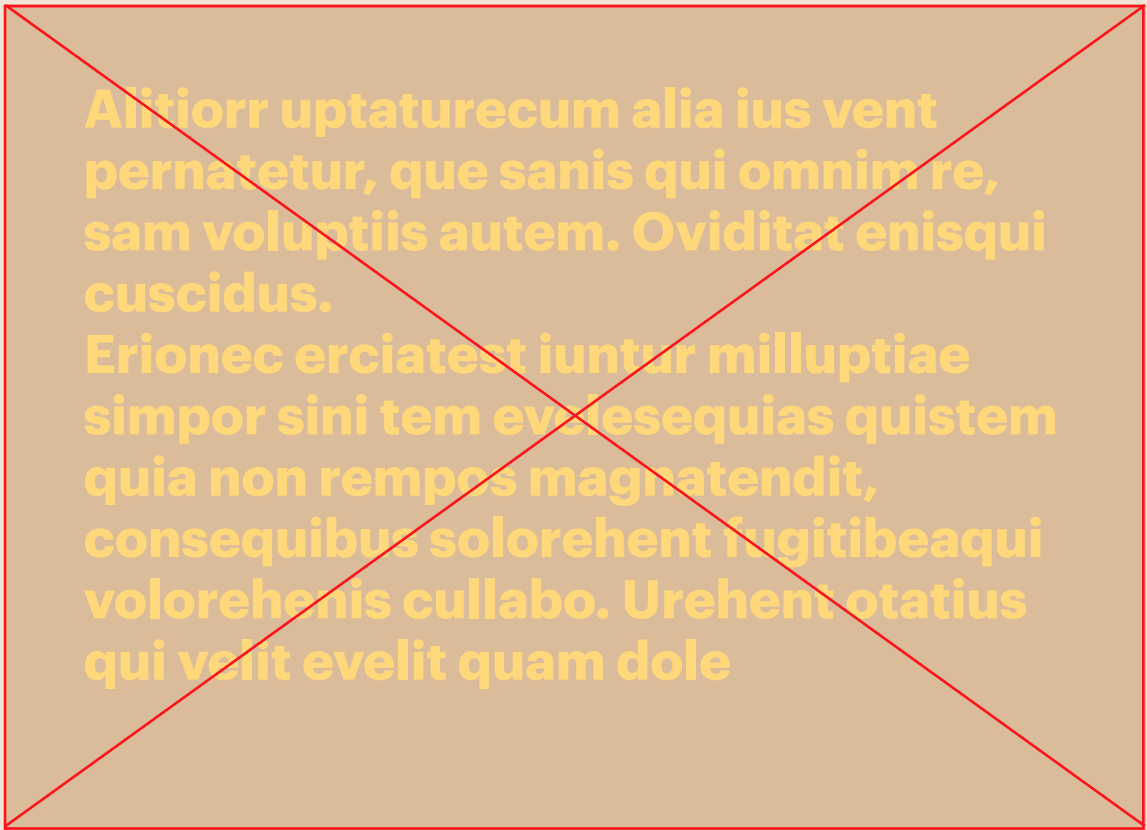 Alitiorr uptaturecum alia ius vent
pernatetur, que sanis qui omnim re,
sam voluptiis autem. Oviditat enisqui
cuscidus.
Erionec erciatest iuntur milluptiae
simpor sini tem evelesequias quistem
quia non rempos magnatendit,
consequibus solorehent fugitibeaqui
volorehenis cullabo. Urehent otatius
qui velit evelit quam dole